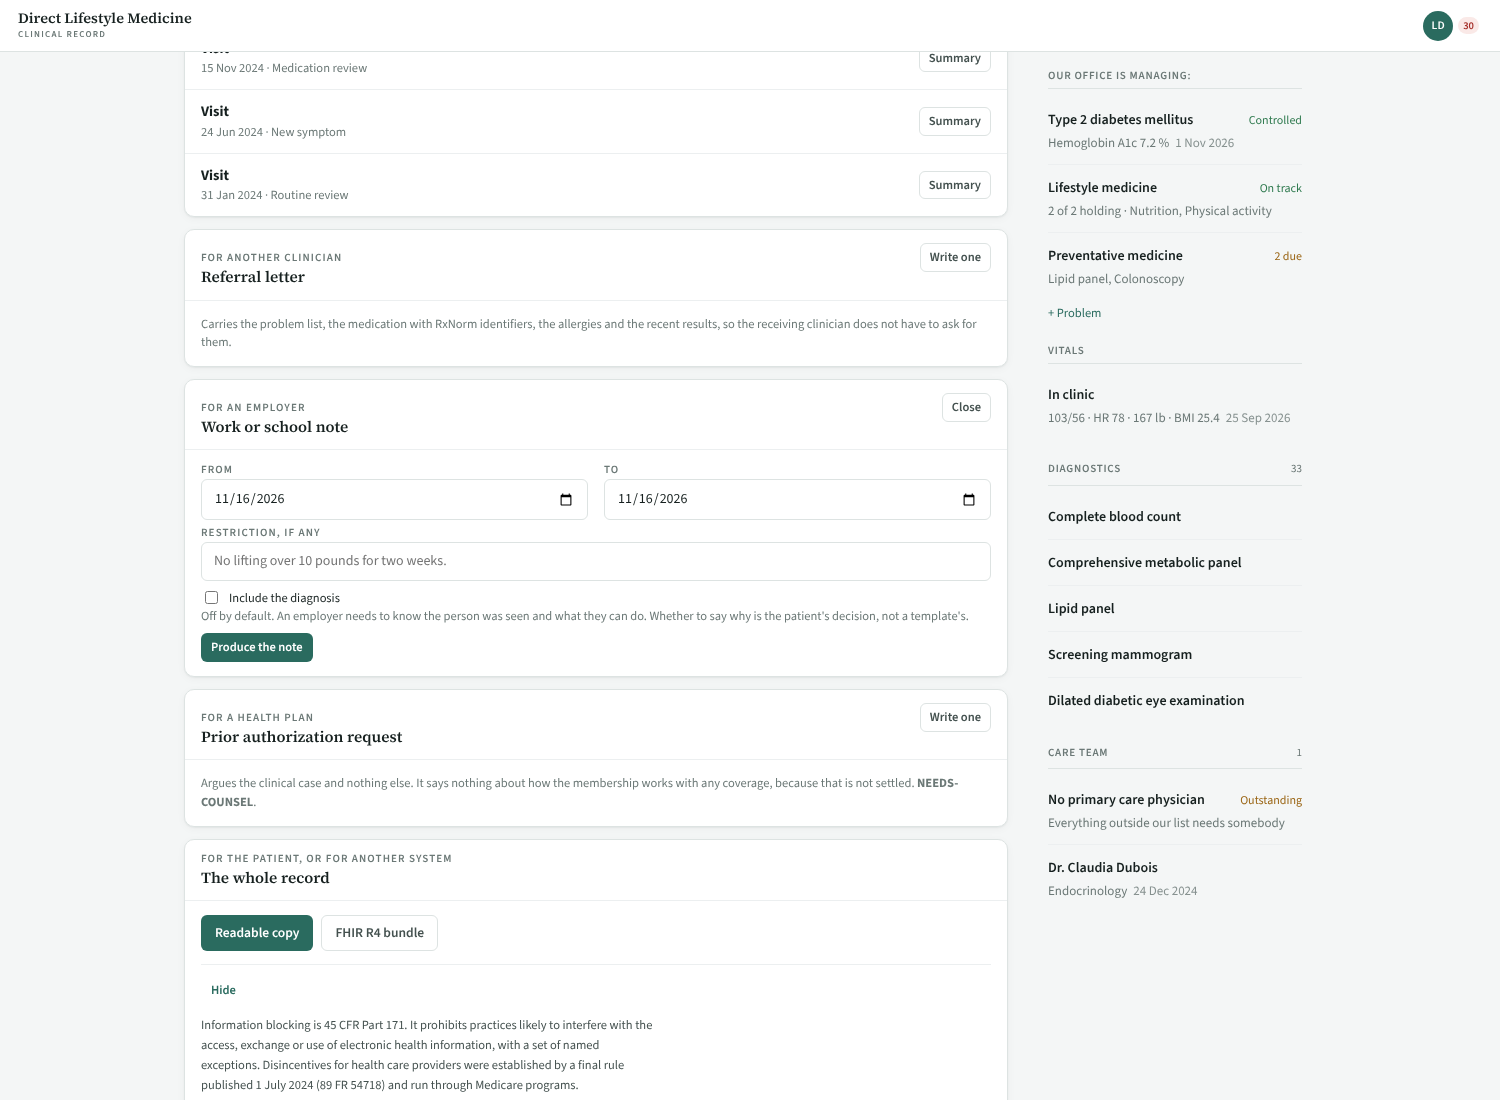 Direct Lifestyle Medicine
CLINICAL RECORD
LD
30
15 Nov 2024 · Medication review
Summary
Visit
24 Jun 2024 · New symptom
Summary
Visit
31 Jan 2024 · Routine review
Summary
FOR ANOTHER CLINICIAN
Referral letter
Write one
Carries the problem list, the medication with RxNorm identifiers, the allergies and the recent results, so the receiving clinician does not have to ask for
them.
FOR AN EMPLOYER
Work or school note
Close
FROM
11/16/2026
TO
11/16/2026
RESTRICTION, IF ANY
No lifting over 10 pounds for two weeks.
Include the diagnosis
Off by default. An employer needs to know the person was seen and what they can do. Whether to say why is the patient's decision, not a template's.
Produce the note
FOR A HEALTH PLAN
Prior authorization request
Write one
Argues the clinical case and nothing else. It says nothing about how the membership works with any coverage, because that is not settled. NEEDS-
COUNSEL.
FOR THE PATIENT, OR FOR ANOTHER SYSTEM
The whole record
Readable copy
FHIR R4 bundle
Hide
Information blocking is 45 CFR Part 171. It prohibits practices likely to interfere with the
access, exchange or use of electronic health information, with a set of named
exceptions. Disincentives for health care providers were established by a final rule
published 1 July 2024 (89 FR 54718) and run through Medicare programs.
OUR OFFICE IS MANAGING:
Type 2 diabetes mellitus
Controlled
Hemoglobin A1c 7.2 % 1 Nov 2026
Lifestyle medicine
On track
2 of 2 holding · Nutrition, Physical activity
Preventative medicine
2 due
Lipid panel, Colonoscopy
+ Problem
VITALS
In clinic
103/56 · HR 78 · 167 lb · BMI 25.4 25 Sep 2026
DIAGNOSTICS
33
Complete blood count
Comprehensive metabolic panel
Lipid panel
Screening mammogram
Dilated diabetic eye examination
CARE TEAM
1
No primary care physician
Outstanding
Everything outside our list needs somebody
Dr. Claudia Dubois
Endocrinology 24 Dec 2024